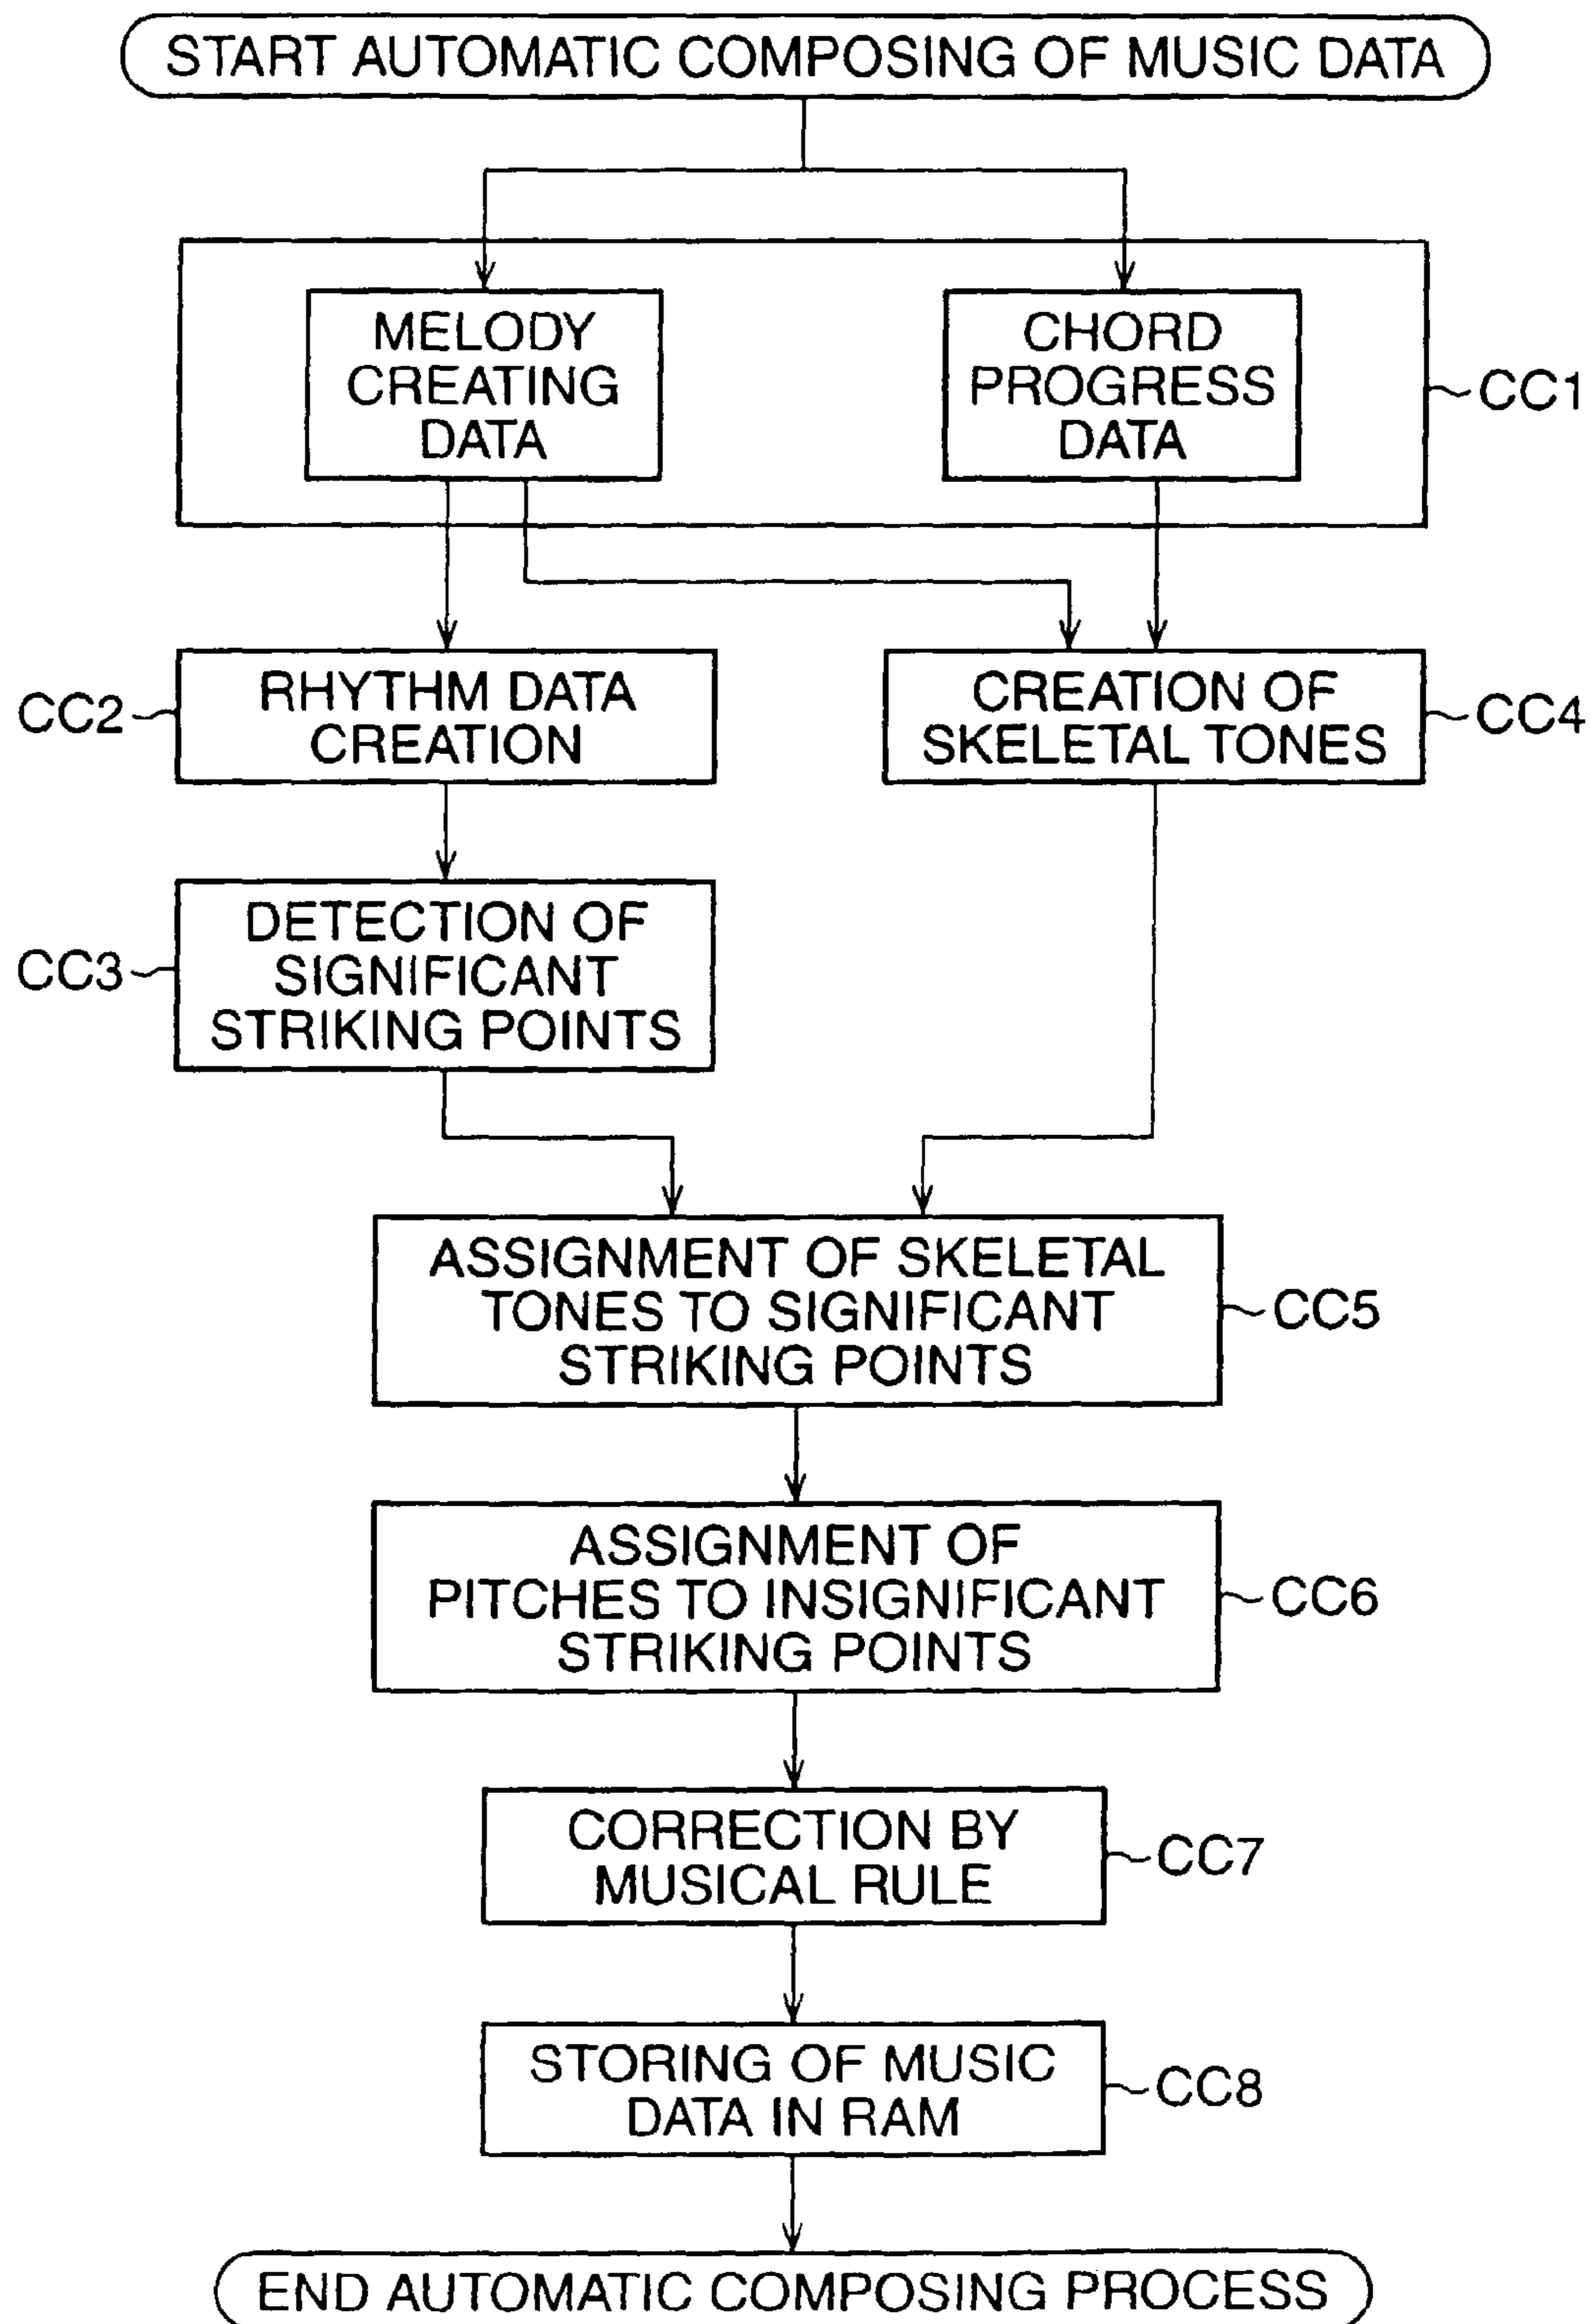 START AUTOMATIC COMPOSING OF MUSIC DATA
MELODY
CREATING
DATA
CHORD
PROGRESS
DATA
CC1
CC2
RHYTHM DATA
CREATION
CREATION OF
SKELETAL TONES
CC4
CC3
DETECTION OF
SIGNIFICANT
STRIKING POINTS
ASSIGNMENT OF SKELETAL
TONES TO SIGNIFICANT
STRIKING POINTS
CC5
ASSIGNMENT OF
PITCHES TO INSIGNIFICANT
STRIKING POINTS
CC6
CORRECTION BY
MUSICAL RULE
CC7
STORING OF MUSIC
DATA IN RAM
CC8
END AUTOMATIC COMPOSING PROCESS